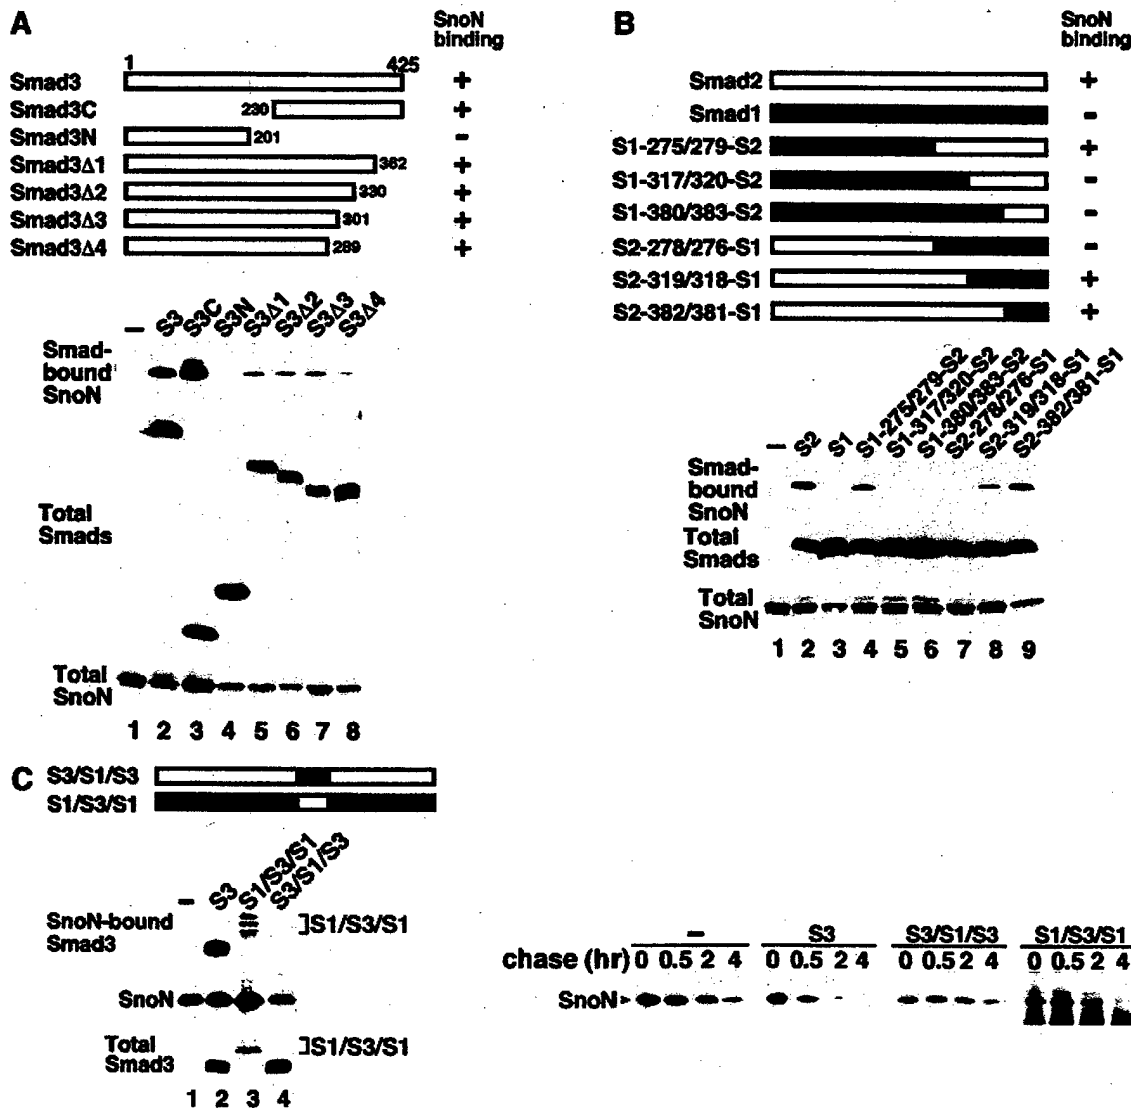 A
SnoN
binding
1
425
Smad3
+
Smad3C
230
+
Smad3N
201
-
Smad3Δ1
362
+
Smad3Δ2
330
+
Smad3Δ3
301
+
Smad3Δ4
289
+
– S3 S3C S3N S3Δ1 S3Δ2 S3Δ3 S3Δ4
Smad-
bound
SnoN
Total
Smads
Total
SnoN
1 2 3 4 5 6 7 8
B
SnoN
binding
Smad2
+
Smad1
-
S1-275/279-S2
+
S1-317/320-S2
-
S1-380/383-S2
-
S2-278/276-S1
-
S2-319/318-S1
+
S2-382/381-S1
+
– S2 S1 S1-275/279-S2 S1-317/320-S2 S1-380/383-S2 S2-278/276-S1 S2-319/318-S1 S2-382/381-S1
Smad-
bound
SnoN
Total
Smads
Total
SnoN
1 2 3 4 5 6 7 8 9
C
S3/S1/S3
S1/S3/S1
– S3 S1/S3/S1 S3/S1/S3
SnoN-bound
Smad3
]S1/S3/S1
SnoN
Total
Smad3
]S1/S3/S1
1 2 3 4
– S3 S3/S1/S3 S1/S3/S1
chase (hr) 0 0.5 2 4 0 0.5 2 4 0 0.5 2 4 0 0.5 2 4
SnoN